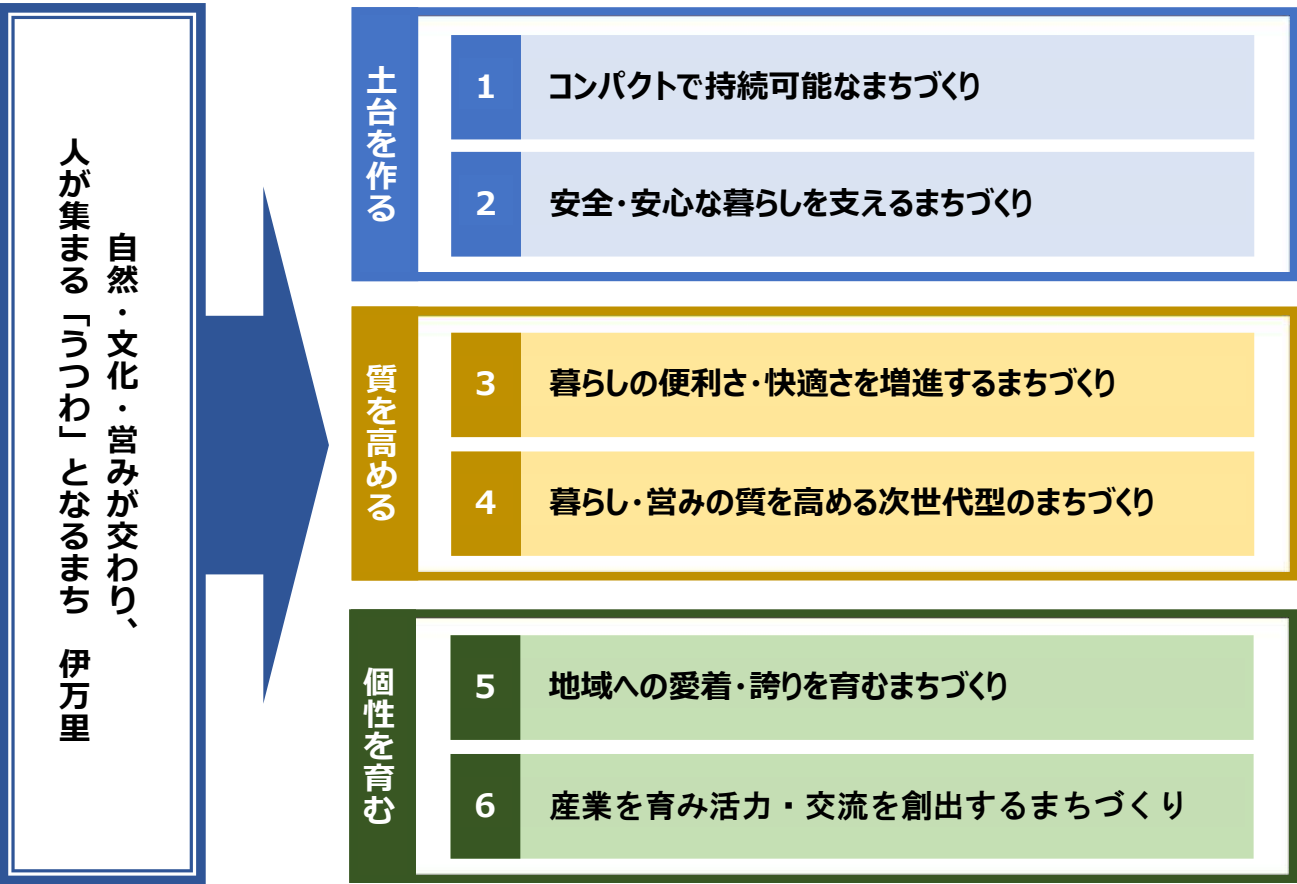 自然・文化・営みが交わり、
人が集まる「うつわ」となるまち　伊万里
土台を作る
1 コンパクトで持続可能なまちづくり
2 安全・安心な暮らしを支えるまちづくり
質を高める
3 暮らしの便利さ・快適さを増進するまちづくり
4 暮らし・営みの質を高める次世代型のまちづくり
個性を育む
5 地域への愛着・誇りを育むまちづくり
6 産業を育み活力・交流を創出するまちづくり